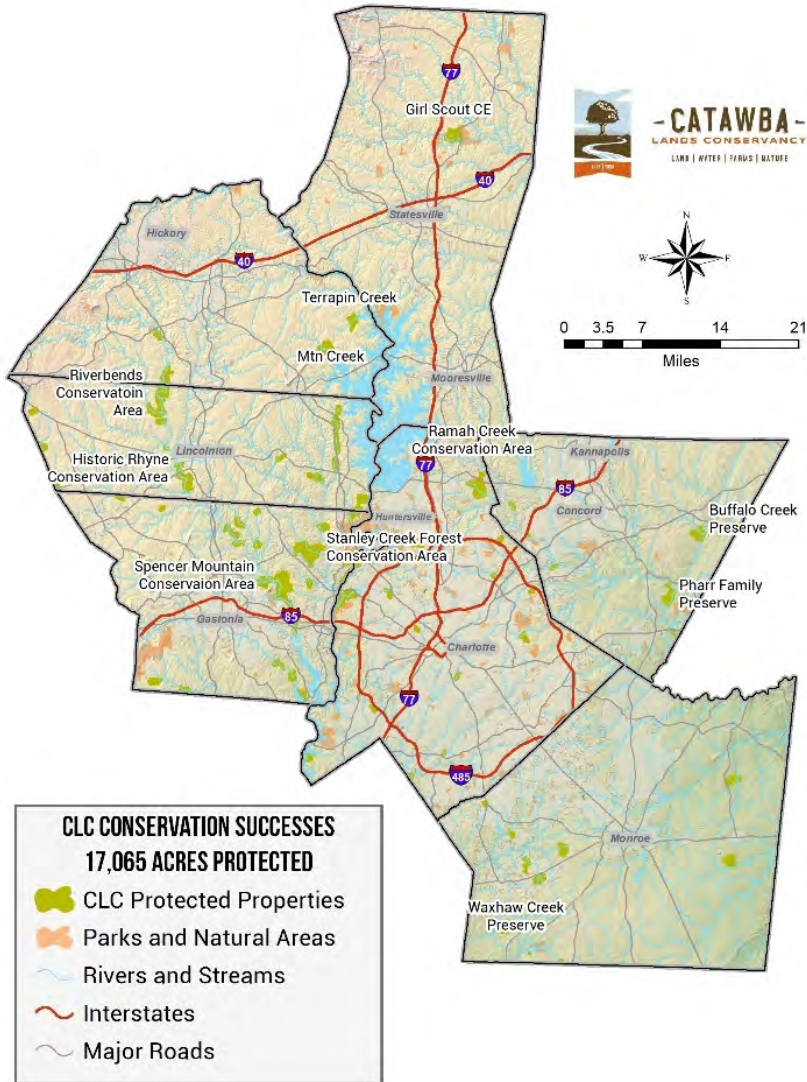 77
Girl Scout CE
- CATAWBA -
LANDS CONSERVANCY
LAND | WATER | FARMS | NATURE
40
Statesville
Hickory
40
N
W E
S
Terrapin Creek
0 3.5 7 14 21
Miles
Mtn Creek
Mooresville
Riverbends
Conservatoin
Area
Ramah Creek
Conservation Area
Kannapolis
Lincolnton
77
Historic Rhyne
Conservation Area
85
Concord
Buffalo Creek
Preserve
Huntersville
Stanley Creek Forest
Conservation Area
Spencer Mountain
Conservaion Area
Pharr Family
Preserve
Gastonia
85
Charlotte
77
485
Monroe
Waxhaw Creek
Preserve
CLC CONSERVATION SUCCESSES
17,065 ACRES PROTECTED
CLC Protected Properties
Parks and Natural Areas
Rivers and Streams
Interstates
Major Roads